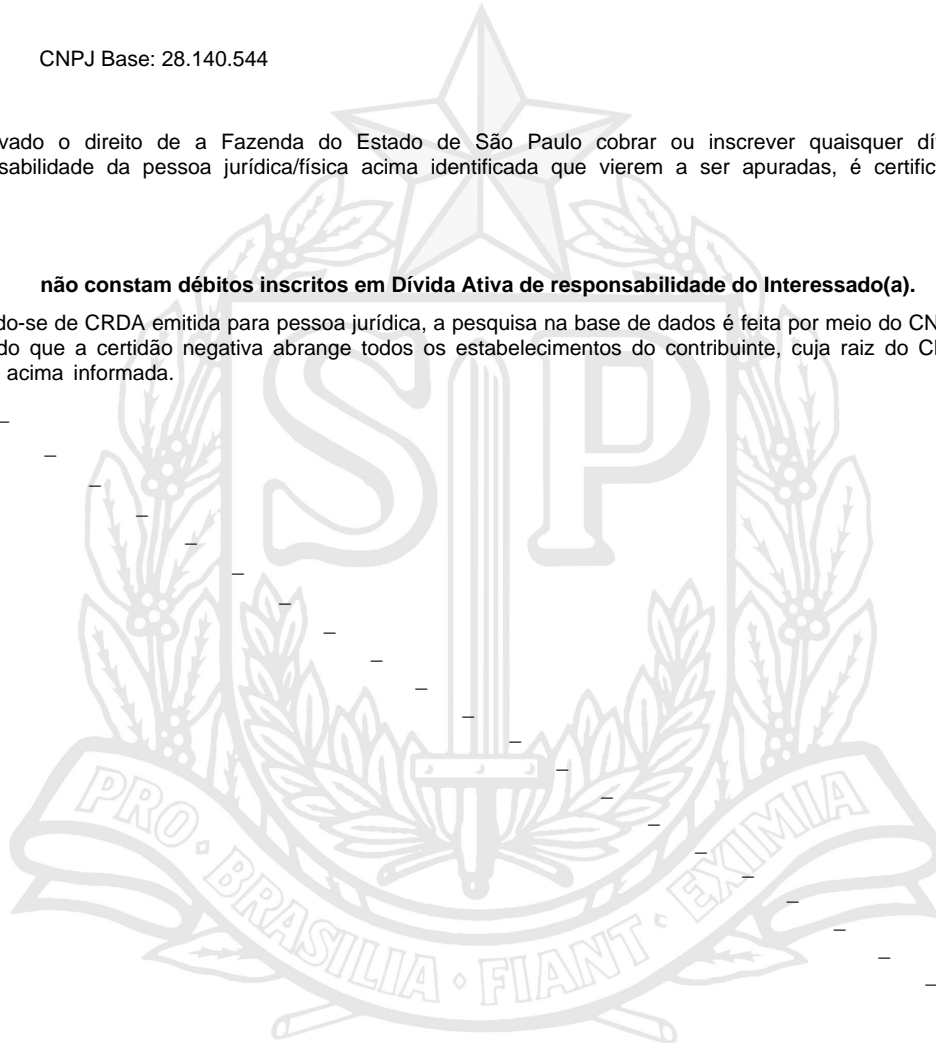 CNPJ Base: 28.140.544
vado o direito de a Fazenda do Estado de São Paulo cobrar ou inscrever quaisquer dí
sabilidade da pessoa jurídica/física acima identificada que vierem a ser apuradas, é certific
não constam débitos inscritos em Dívida Ativa de responsabilidade do Interessado(a).
do-se de CRDA emitida para pessoa jurídica, a pesquisa na base de dados é feita por meio do CN
do que a certidão negativa abrange todos os estabelecimentos do contribuinte, cuja raiz do C
acima informada.
SP
PRO · BRASILIA · FIANT · EXIMIA